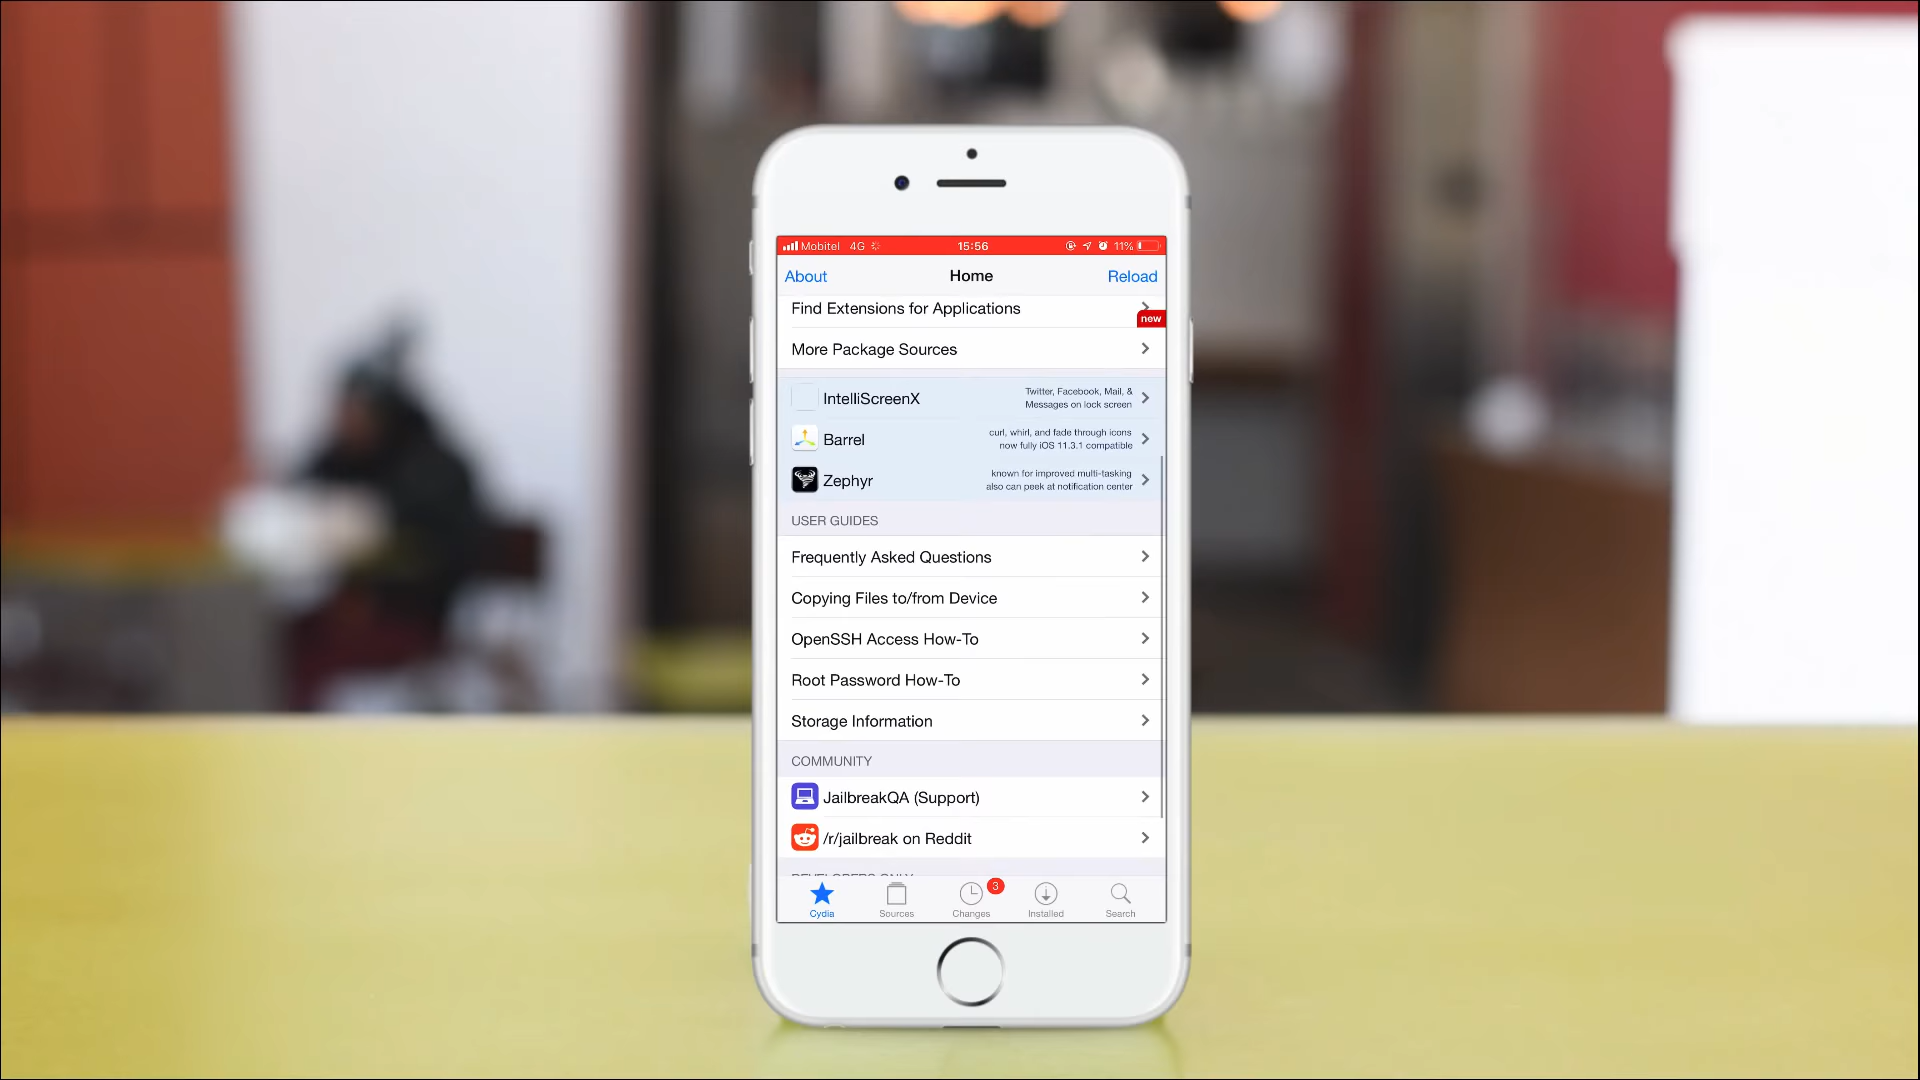 Mobitel 4G 15:56 11%
About Home Reload
Find Extensions for Applications
new
More Package Sources
IntelliScreenX
Twitter, Facebook, Mail, &
Messages on lock screen
Barrel
curl, whirl, and fade through icons
now fully iOS 11.3.1 compatible
Zephyr
known for improved multi-tasking
also can peek at notification center
USER GUIDES
Frequently Asked Questions
Copying Files to/from Device
OpenSSH Access How-To
Root Password How-To
Storage Information
COMMUNITY
JailbreakQA (Support)
/r/jailbreak on Reddit
3
Cydia Sources Changes Installed Search